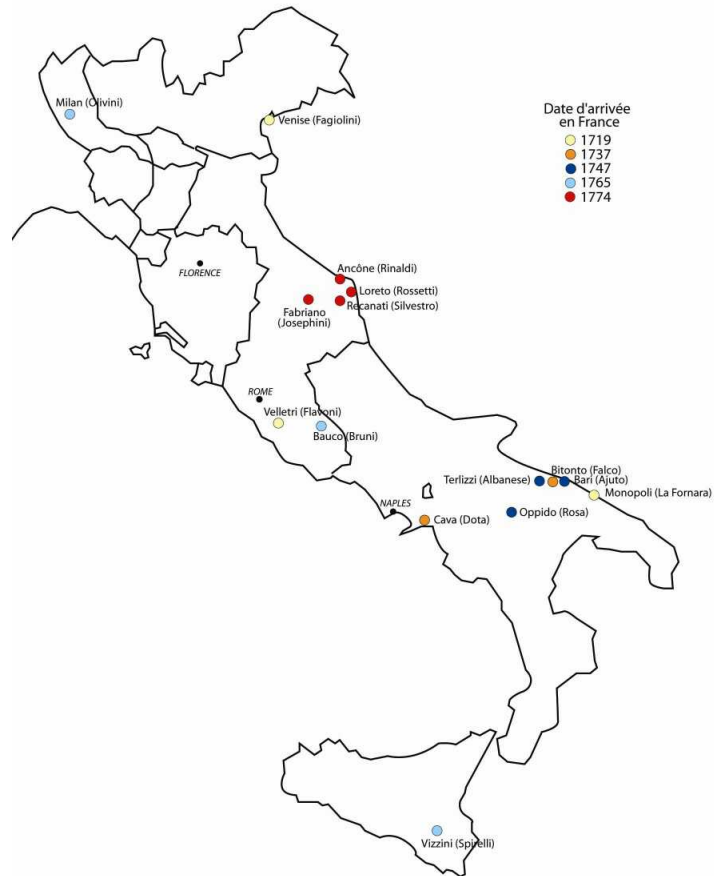 Milan (Olivini)
Venise (Fagiolini)
Date d'arrivée
en France
1719
1737
1747
1765
1774
FLORENCE
Ancône (Rinaldi)
Loreto (Rossetti)
Recanati (Silvestro)
Fabriano
(Josephini)
ROME
Velletri (Flavoni)
Bauco (Bruni)
Bitonto (Falco)
Terlizzi (Albanese)
Bari (Ajuto)
Monopoli (La Fornara)
NAPLES
Oppido (Rosa)
Cava (Dota)
Vizzini (Spirelli)